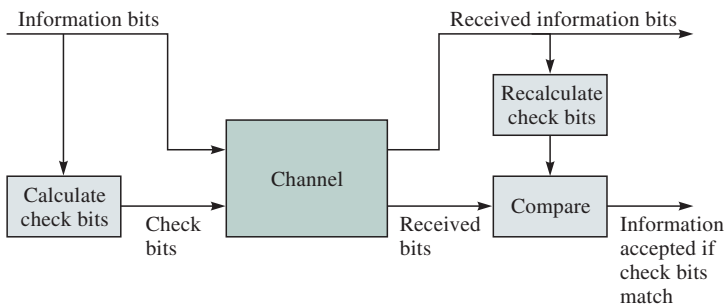 Information bits
Received information bits
Recalculate
check bits
Channel
Calculate
check bits
Check
bits
Received
bits
Compare
Information
accepted if
check bits
match